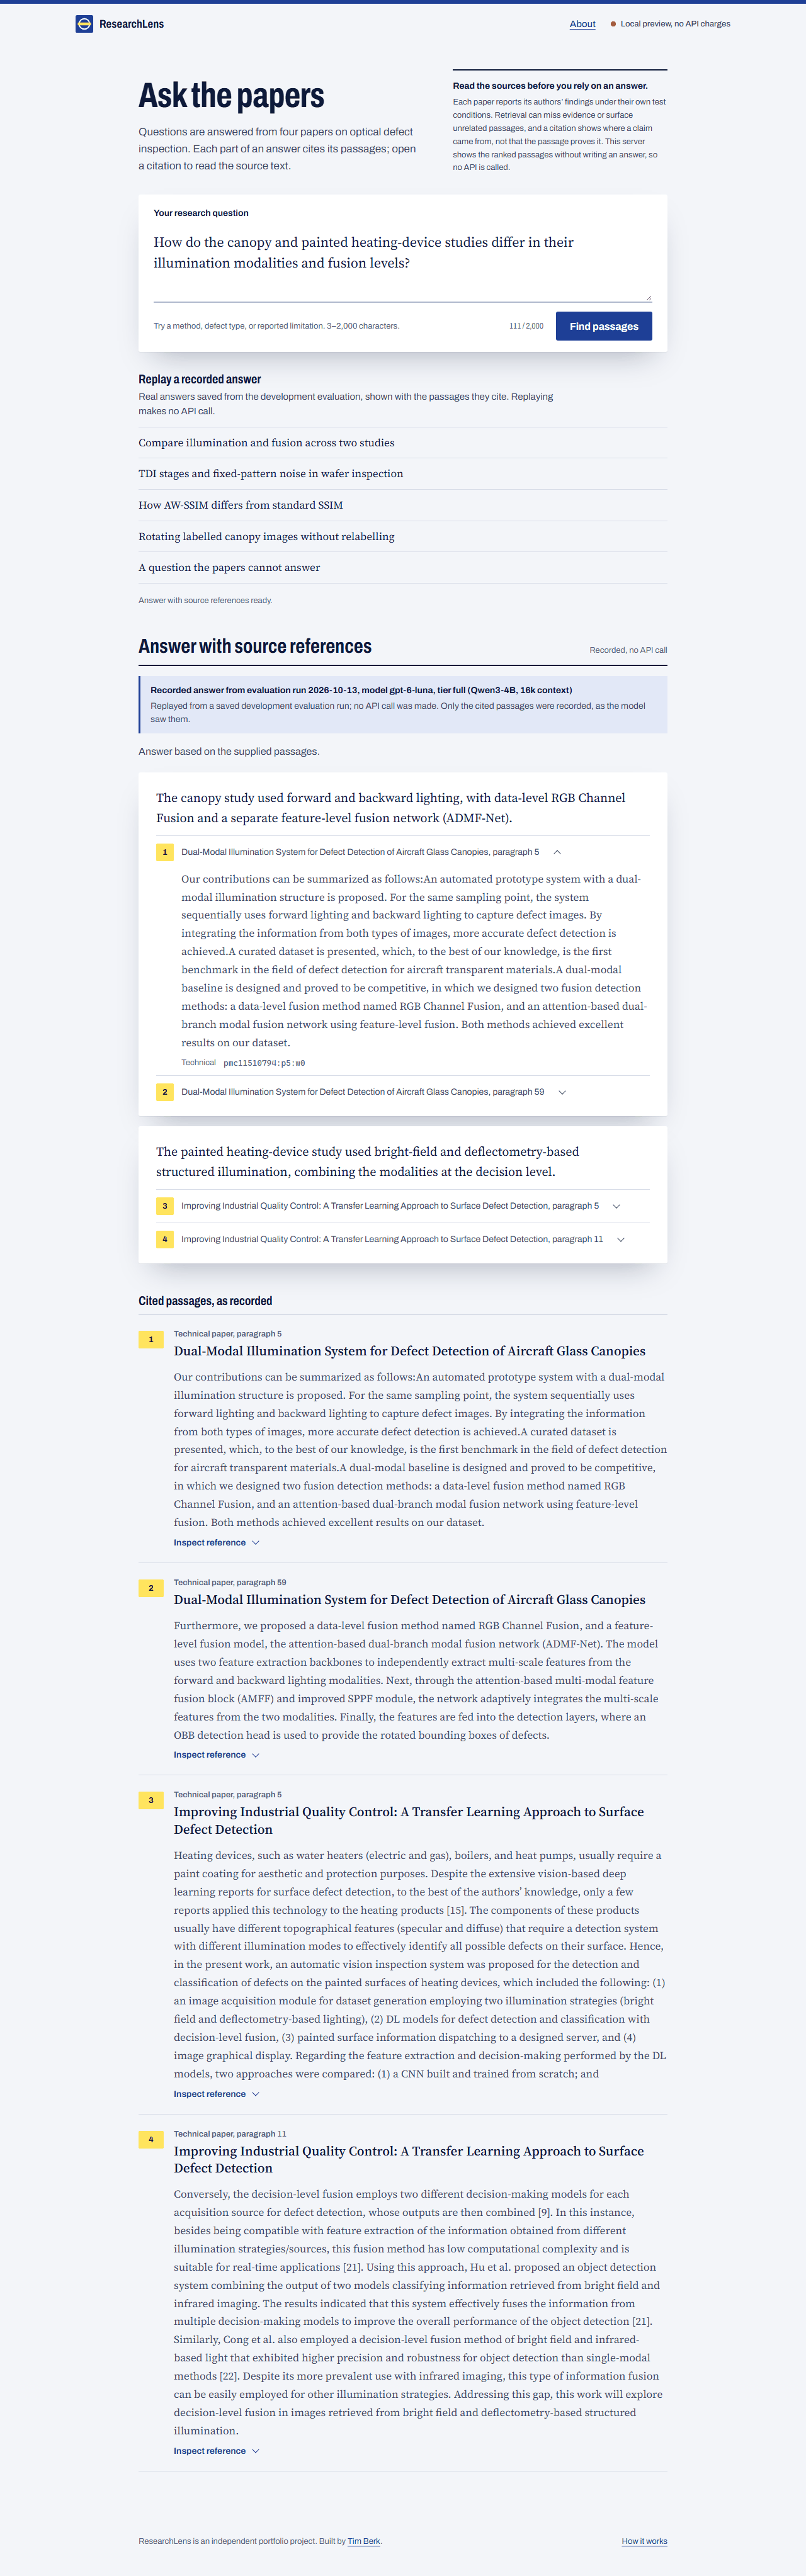 ResearchLens
About
Local preview, no API charges
Ask the papers
Questions are answered from four papers on optical defect
inspection. Each part of an answer cites its passages; open
a citation to read the source text.
Read the sources before you rely on an answer.
Each paper reports its authors' findings under their own test
conditions. Retrieval can miss evidence or surface
unrelated passages, and a citation shows where a claim
came from, not that the passage proves it. This server
shows the ranked passages without writing an answer, so
no API is called.
Your research question
How do the canopy and painted heating-device studies differ in their
illumination modalities and fusion levels?
Try a method, defect type, or reported limitation. 3–2,000 characters.
111 / 2,000
Find passages
Replay a recorded answer
Real answers saved from the development evaluation, shown with the passages they cite. Replaying
makes no API call.
Compare illumination and fusion across two studies
TDI stages and fixed-pattern noise in wafer inspection
How AW-SSIM differs from standard SSIM
Rotating labelled canopy images without relabelling
A question the papers cannot answer
Answer with source references ready.
Answer with source references
Recorded, no API call
Recorded answer from evaluation run 2026-10-13, model gpt-6-luna, tier full (Qwen3-4B, 16k context)
Replayed from a saved development evaluation run; no API call was made. Only the cited passages were recorded, as the model
saw them.
Answer based on the supplied passages.
The canopy study used forward and backward lighting, with data-level RGB Channel
Fusion and a separate feature-level fusion network (ADMF-Net).
1 Dual-Modal Illumination System for Defect Detection of Aircraft Glass Canopies, paragraph 5
Our contributions can be summarized as follows:An automated prototype system with a dual-
modal illumination structure is proposed. For the same sampling point, the system
sequentially uses forward lighting and backward lighting to capture defect images. By
integrating the information from both types of images, more accurate defect detection is
achieved.A curated dataset is presented, which, to the best of our knowledge, is the first
benchmark in the field of defect detection for aircraft transparent materials.A dual-modal
baseline is designed and proved to be competitive, in which we designed two fusion detection
methods: a data-level fusion method named RGB Channel Fusion, and an attention-based dual-
branch modal fusion network using feature-level fusion. Both methods achieved excellent
results on our dataset.
Technical pmc11510794:p5:w0
2 Dual-Modal Illumination System for Defect Detection of Aircraft Glass Canopies, paragraph 59
The painted heating-device study used bright-field and deflectometry-based
structured illumination, combining the modalities at the decision level.
3 Improving Industrial Quality Control: A Transfer Learning Approach to Surface Defect Detection, paragraph 5
4 Improving Industrial Quality Control: A Transfer Learning Approach to Surface Defect Detection, paragraph 11
Cited passages, as recorded
1
Technical paper, paragraph 5
Dual-Modal Illumination System for Defect Detection of Aircraft Glass Canopies
Our contributions can be summarized as follows:An automated prototype system with a dual-modal
illumination structure is proposed. For the same sampling point, the system sequentially uses
forward lighting and backward lighting to capture defect images. By integrating the information
from both types of images, more accurate defect detection is achieved.A curated dataset is
presented, which, to the best of our knowledge, is the first benchmark in the field of defect detection
for aircraft transparent materials.A dual-modal baseline is designed and proved to be competitive,
in which we designed two fusion detection methods: a data-level fusion method named RGB
Channel Fusion, and an attention-based dual-branch modal fusion network using feature-level
fusion. Both methods achieved excellent results on our dataset.
Inspect reference
2
Technical paper, paragraph 59
Dual-Modal Illumination System for Defect Detection of Aircraft Glass Canopies
Furthermore, we proposed a data-level fusion method named RGB Channel Fusion, and a feature-
level fusion model, the attention-based dual-branch modal fusion network (ADMF-Net). The model
uses two feature extraction backbones to independently extract multi-scale features from the
forward and backward lighting modalities. Next, through the attention-based multi-modal feature
fusion block (AMFF) and improved SPPF module, the network adaptively integrates the multi-scale
features from the two modalities. Finally, the features are fed into the detection layers, where an
OBB detection head is used to provide the rotated bounding boxes of defects.
Inspect reference
3
Technical paper, paragraph 5
Improving Industrial Quality Control: A Transfer Learning Approach to Surface
Defect Detection
Heating devices, such as water heaters (electric and gas), boilers, and heat pumps, usually require a
paint coating for aesthetic and protection purposes. Despite the extensive vision-based deep
learning reports for surface defect detection, to the best of the authors' knowledge, only a few
reports applied this technology to the heating products [15]. The components of these products
usually have different topographical features (specular and diffuse) that require a detection system
with different illumination modes to effectively identify all possible defects on their surface. Hence,
in the present work, an automatic vision inspection system was proposed for the detection and
classification of defects on the painted surfaces of heating devices, which included the following: (1)
an image acquisition module for dataset generation employing two illumination strategies (bright
field and deflectometry-based lighting), (2) DL models for defect detection and classification with
decision-level fusion, (3) painted surface information dispatching to a designed server, and (4)
image graphical display. Regarding the feature extraction and decision-making performed by the DL
models, two approaches were compared: (1) a CNN built and trained from scratch; and
Inspect reference
4
Technical paper, paragraph 11
Improving Industrial Quality Control: A Transfer Learning Approach to Surface
Defect Detection
Conversely, the decision-level fusion employs two different decision-making models for each
acquisition source for defect detection, whose outputs are then combined [9]. In this instance,
besides being compatible with feature extraction of the information obtained from different
illumination strategies/sources, this fusion method has low computational complexity and is
suitable for real-time applications [21]. Using this approach, Hu et al. proposed an object detection
system combining the output of two models classifying information retrieved from bright field and
infrared imaging. The results indicated that this system effectively fuses the information from
multiple decision-making models to improve the overall performance of the object detection [21].
Similarly, Cong et al. also employed a decision-level fusion method of bright field and infrared-
based light that exhibited higher precision and robustness for object detection than single-modal
methods [22]. Despite its more prevalent use with infrared imaging, this type of information fusion
can be easily employed for other illumination strategies. Addressing this gap, this work will explore
decision-level fusion in images retrieved from bright field and deflectometry-based structured
illumination.
Inspect reference
ResearchLens is an independent portfolio project. Built by Tim Berk.
How it works